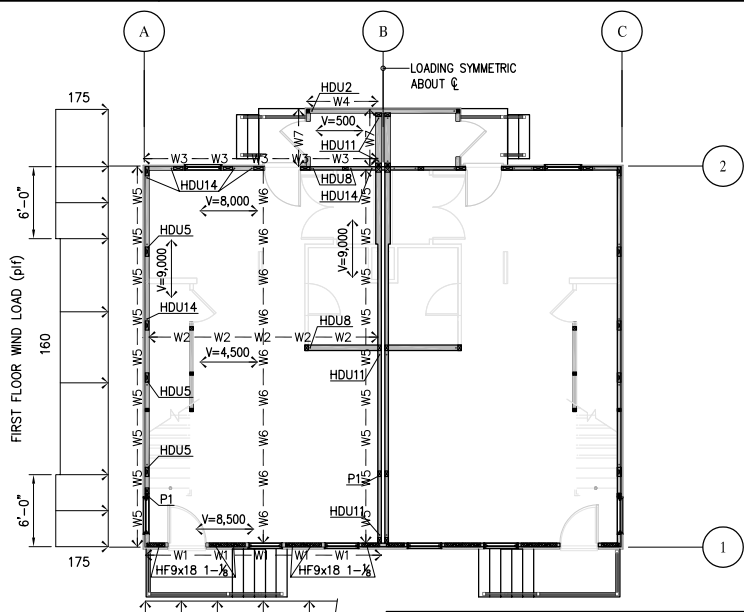 A
B
C
LOADING SYMMETRIC
ABOUT ℄
175
HDU2
W4
V=500
W7
W7
HDU11
2
W3 W3 W3 W3 W3
HDU8
HDU14
HDU14
6'-0"
V=8,000
W5 W5 W5 W5 W5 W5
W6 W6 W6 W6 W6 W6
W5 W5 W5 W5 W5 W5
HDU5
V=9,000
V=9,000
HDU14
FIRST FLOOR WIND LOAD (plf)
160
HDU8
W2 W2 W2 W2 W2
V=4,500
HDU11
HDU5
HDU5
P1
P1
6'-0"
HDU11
V=8,500
1
W1 W1 W1 W1 W1
175
HF9x18 1-⅛
HF9x18 1-⅛